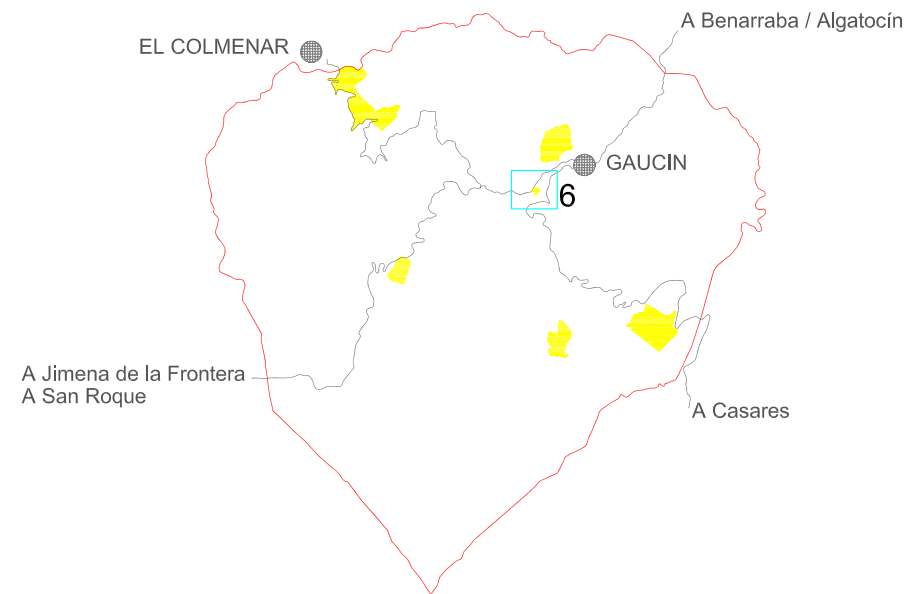 A Benarraba / Algatocín
EL COLMENAR
GAUCIN
6
A Jimena de la Frontera
A San Roque
A Casares